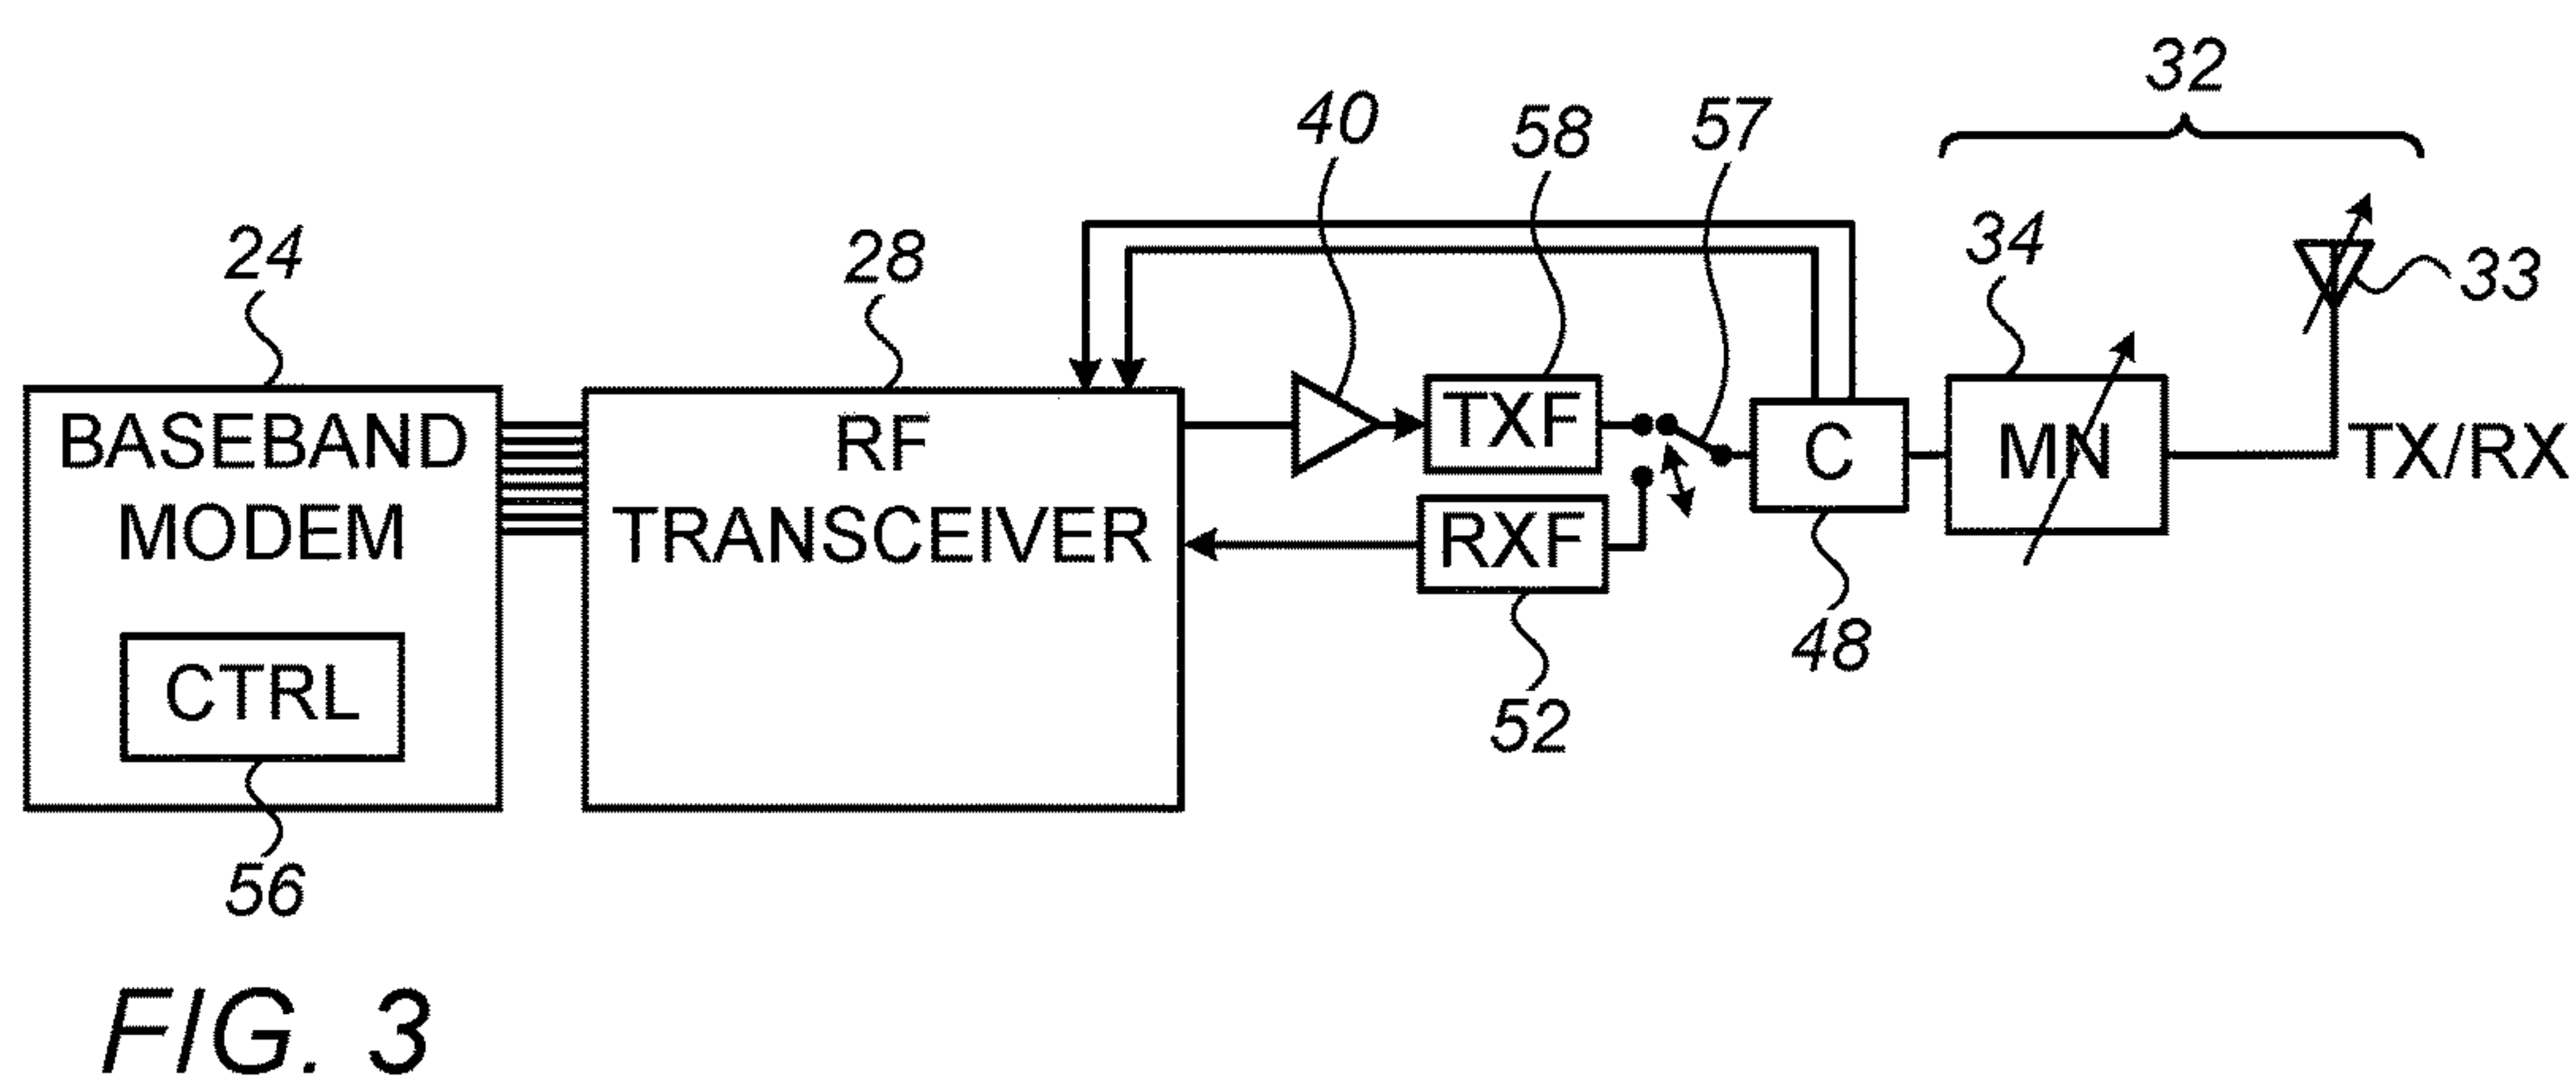 32
40
58
57
24
28
34
33
BASEBAND
MODEM
RF
TRANSCEIVER
TXF
C
MN
TX/RX
RXF
CTRL
48
52
56
FIG. 3